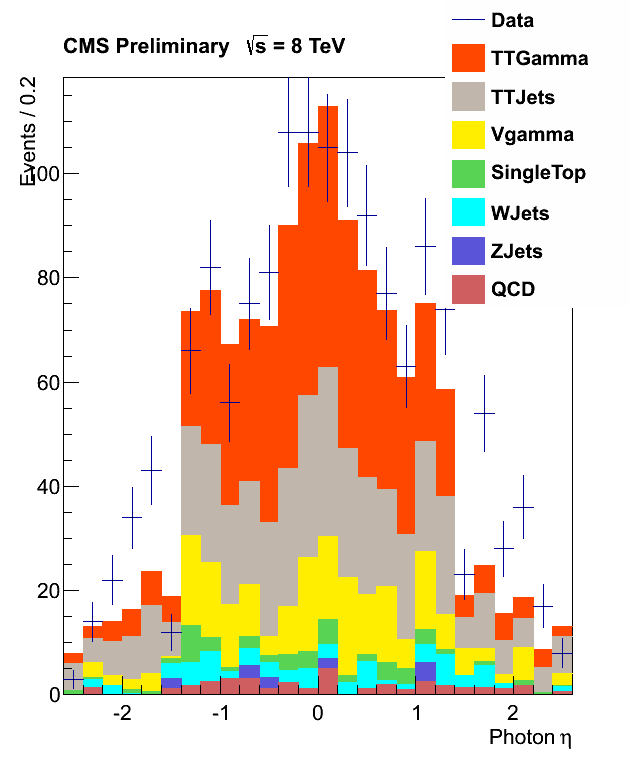 CMS Preliminary √s = 8 TeV
Data
TTGamma
TTJets
Vgamma
SingleTop
WJets
ZJets
QCD
Events / 0.2
100
80
60
40
20
0
-2 -1 0 1 2
Photon η